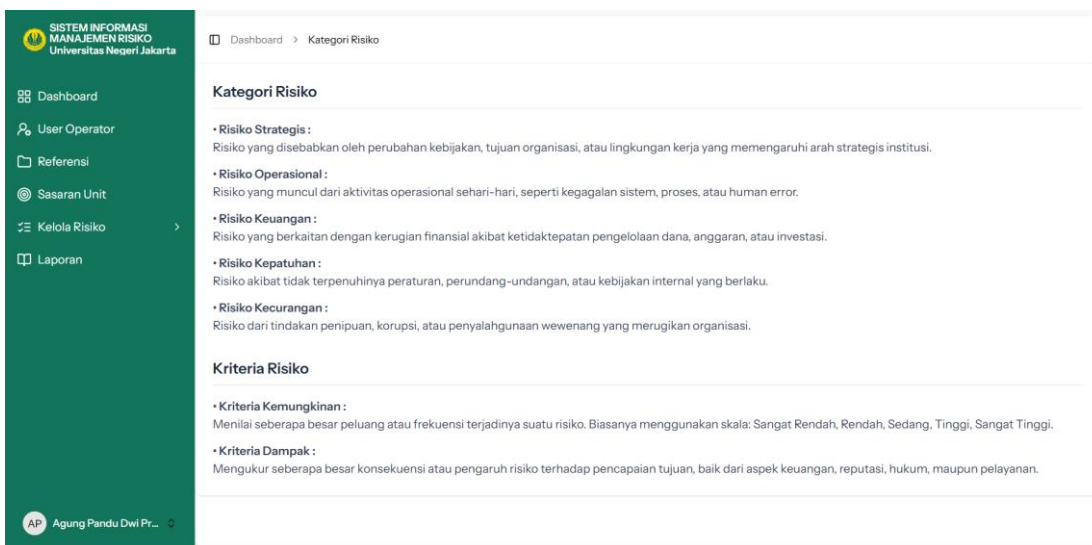 SISTEM INFORMASI
MANAJEMEN RISIKO
Universitas Negeri Jakarta
Dashboard
User Operator
Referensi
Sasaran Unit
Kelola Risiko
Laporan
AP Agung Pandu Dwi Pr...
Dashboard > Kategori Risiko
Kategori Risiko
• Risiko Strategis :
Risiko yang disebabkan oleh perubahan kebijakan, tujuan organisasi, atau lingkungan kerja yang memengaruhi arah strategis institusi.
• Risiko Operasional :
Risiko yang muncul dari aktivitas operasional sehari-hari, seperti kegagalan sistem, proses, atau human error.
• Risiko Keuangan :
Risiko yang berkaitan dengan kerugian finansial akibat ketidaktepatan pengelolaan dana, anggaran, atau investasi.
• Risiko Kepatuhan :
Risiko akibat tidak terpenuhinya peraturan, perundang-undangan, atau kebijakan internal yang berlaku.
• Risiko Kecurangan :
Risiko dari tindakan penipuan, korupsi, atau penyalahgunaan wewenang yang merugikan organisasi.
Kriteria Risiko
• Kriteria Kemungkinan :
Menilai seberapa besar peluang atau frekuensi terjadinya suatu risiko. Biasanya menggunakan skala: Sangat Rendah, Rendah, Sedang, Tinggi, Sangat Tinggi.
• Kriteria Dampak :
Mengukur seberapa besar konsekuensi atau pengaruh risiko terhadap pencapaian tujuan, baik dari aspek keuangan, reputasi, hukum, maupun pelayanan.